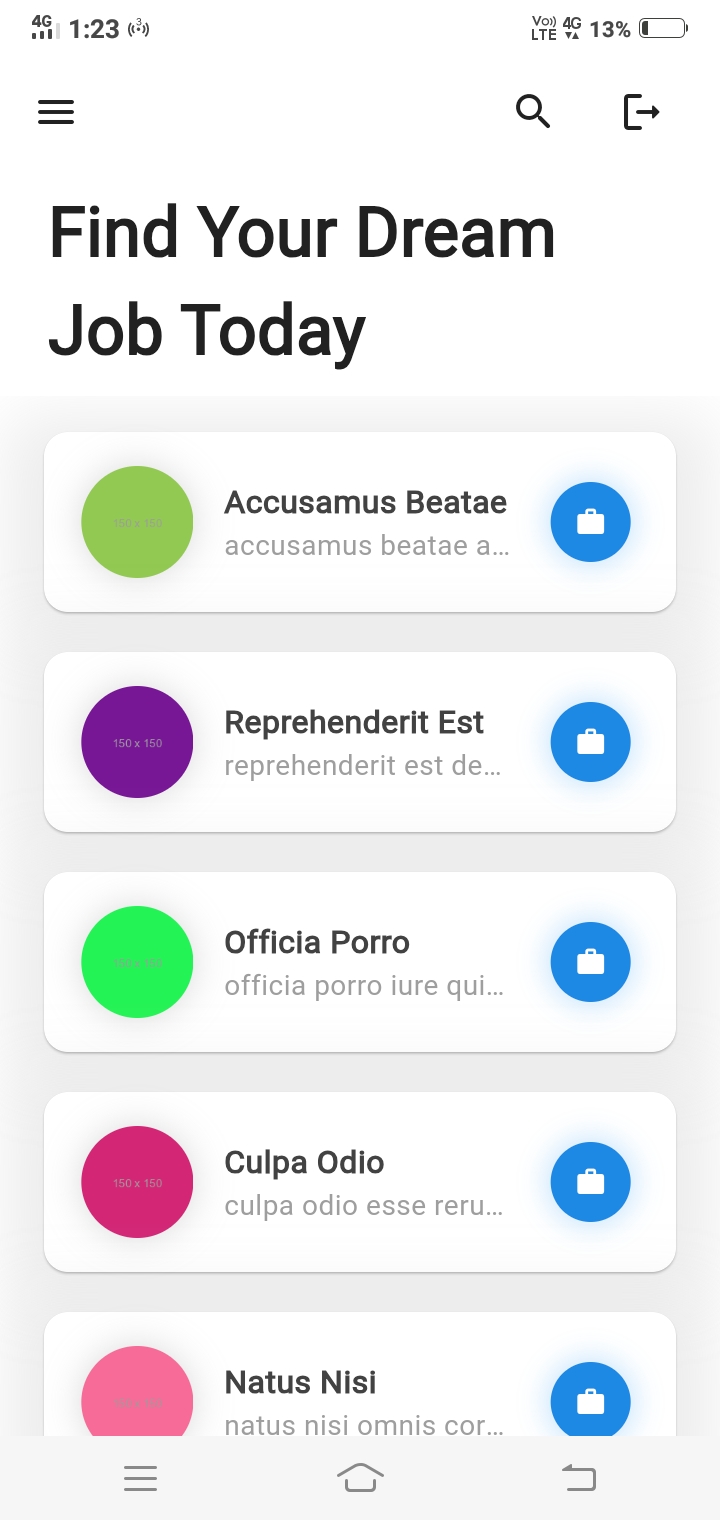 4G 1:23 3 Vo)) LTE 4G 13%
Find Your Dream
Job Today
150 x 150
Accusamus Beatae
accusamus beatae a...
150 x 150
Reprehenderit Est
reprehenderit est de...
150 x 150
Officia Porro
officia porro iure qui...
150 x 150
Culpa Odio
culpa odio esse reru...
150 x 150
Natus Nisi
natus nisi omnis cor...